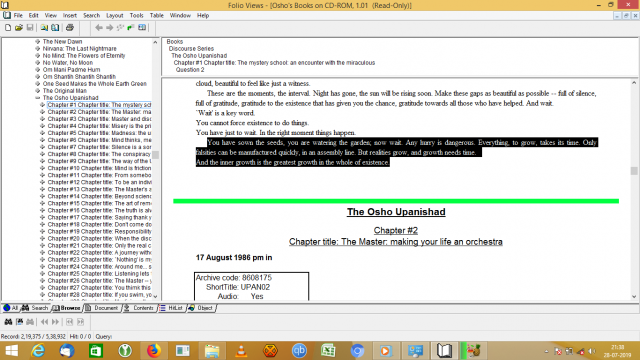 Folio Views - [Osho's Books on CD-ROM, 1.01 (Read-Only)]
File Edit View Insert Search Layout Tools Table Window Help
The New Dawn
Nirvana: The Last Nightmare
No Mind: The Flowers of Eternity
No Water, No Moon
Om Mani Padme Hum
Om Shantih Shantih Shantih
One Seed Makes the Whole Earth Green
The Original Man
The Osho Upanishad
Chapter #1 Chapter title: The mystery sch
Chapter #2 Chapter title: The Master: ma
Chapter #3 Chapter title: Master and disci
Chapter #4 Chapter title: Misery is the pri
Chapter #5 Chapter title: Madness: the u
Chapter #6 Chapter title: Mind thinks, me
Chapter #7 Chapter title: Silence is a son
Chapter #8 Chapter title: The conspiracy
Chapter #9 Chapter title: The way of the
Chapter #10 Chapter title: Mind is friction
Chapter #11 Chapter title: From here to
Chapter #12 Chapter title: To be an indivi
Chapter #13 Chapter title: The Master's a
Chapter #14 Chapter title: Beyond scienc
Chapter #15 Chapter title: The art of rema
Chapter #16 Chapter title: The truth is alw
Chapter #17 Chapter title: Saying thank y
Chapter #18 Chapter title: Don't come do
Chapter #19 Chapter title: Responsibility
Chapter #20 Chapter title: When the disc
Chapter #21 Chapter title: Only the real c
Chapter #22 Chapter title: A journey witho
Chapter #23 Chapter title: 'Nothing' is my
Chapter #24 Chapter title: Around me,
Chapter #25 Chapter title: Listening lets
Chapter #26 Chapter title: The Master's
Chapter #27 Chapter title: You think this
Chapter #28 Chapter title: If you swim, yo
Books
Discourse Series
The Osho Upanishad
Chapter #1 Chapter title: The mystery school: an encounter with the miraculous
Question 2
cloud, beautiful to feel like just a witness.
These are the moments, the interval. Night has gone, the sun will be rising soon. Make these gaps as beautiful as possible -- full of silence,
full of gratitude, gratitude to the existence that has given you the chance, gratitude towards all those who have helped. And wait.
'Wait' is a key word.
You cannot force existence to do things.
You have just to wait. In the right moment things happen.
You have sown the seeds, you are watering the garden; now wait. Any hurry is dangerous. Everything, to grow, takes its time. Only
falsities can be manufactured quickly, in an assembly line. But realities grow, and growth needs time.
And the inner growth is the greatest growth in the whole of existence.
The Osho Upanishad
Chapter #2
Chapter title: The Master: making your life an orchestra
17 August 1986 pm in
Archive code: 8608175
ShortTitle: UPAN02
Audio: Yes
All Search Browse Document Contents HitList Object
Record: 2,19,375 / 5,38,932 Hit: 0 / 0 Query:
21:38
20-07-2019